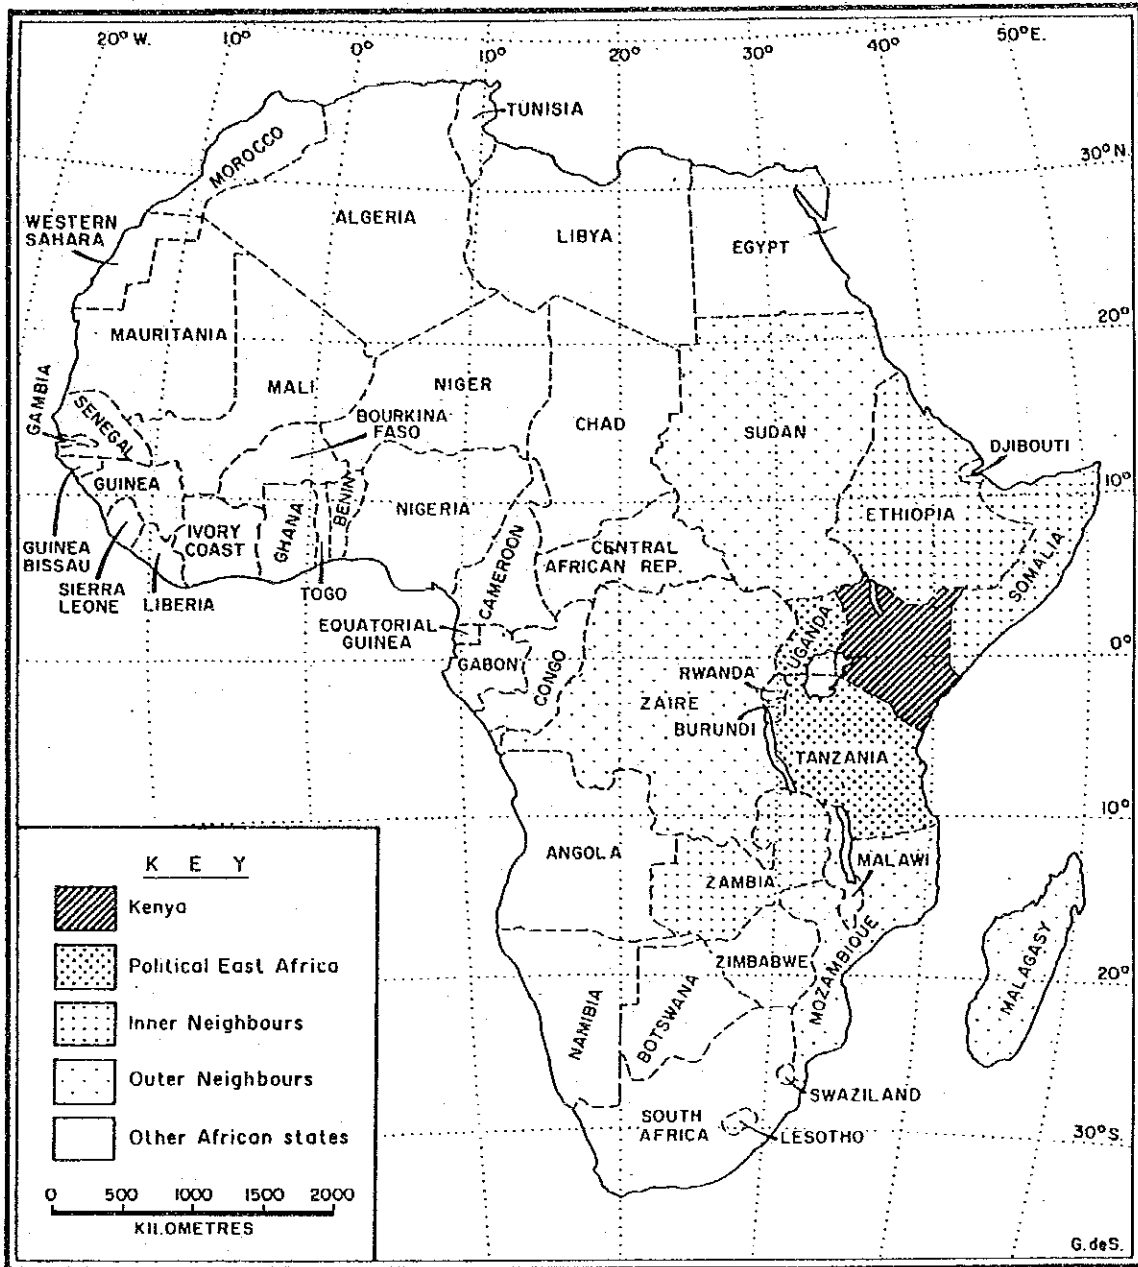 20° W.
10°
0°
10°
20°
30°
40°
50°E.
TUNISIA
30°N.
MOROCCO
ALGERIA
LIBYA
EGYPT
WESTERN
SAHARA
20°
MAURITANIA
MALI
NIGER
CHAD
SUDAN
GAMBIA
SENEGAL
BOURKINA
FASO
DJIBOUTI
10°
GUINEA
NIGERIA
BENIN
ETHIOPIA
GUINEA
BISSAU
SIERRA
LEONE
LIBERIA
IVORY
COAST
GHANA
TOGO
CAMEROON
CENTRAL
AFRICAN REP.
SOMALIA
EQUATORIAL
GUINEA
GABON
CONGO
UGANDA
0°
RWANDA
ZAIRE
BURUNDI
TANZANIA
10°
ANGOLA
ZAMBIA
MALAWI
ZIMBABWE
MOZAMBIQUE
MALAGASY
20°
NAMIBIA
BOTSWANA
SWAZILAND
SOUTH
AFRICA
LESOTHO
30°S.
KEY
Kenya
Political East Africa
Inner Neighbours
Outer Neighbours
Other African states
0 500 1000 1500 2000
KILOMETRES
G.deS.